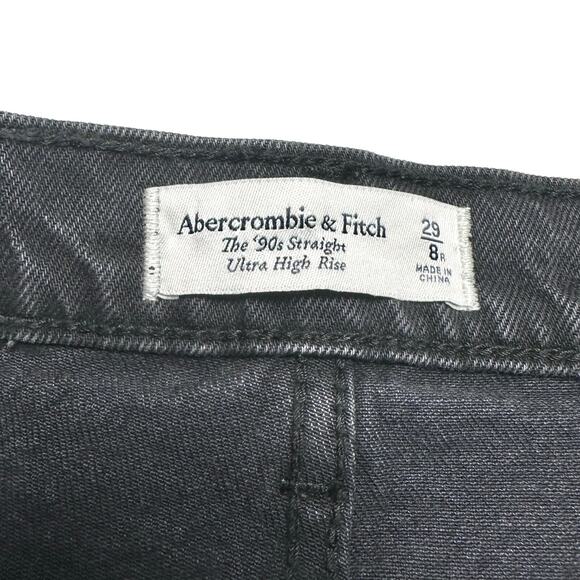 Abercrombie & Fitch
The '90s Straight
Ultra High Rise
29
8R
MADE IN
CHINA